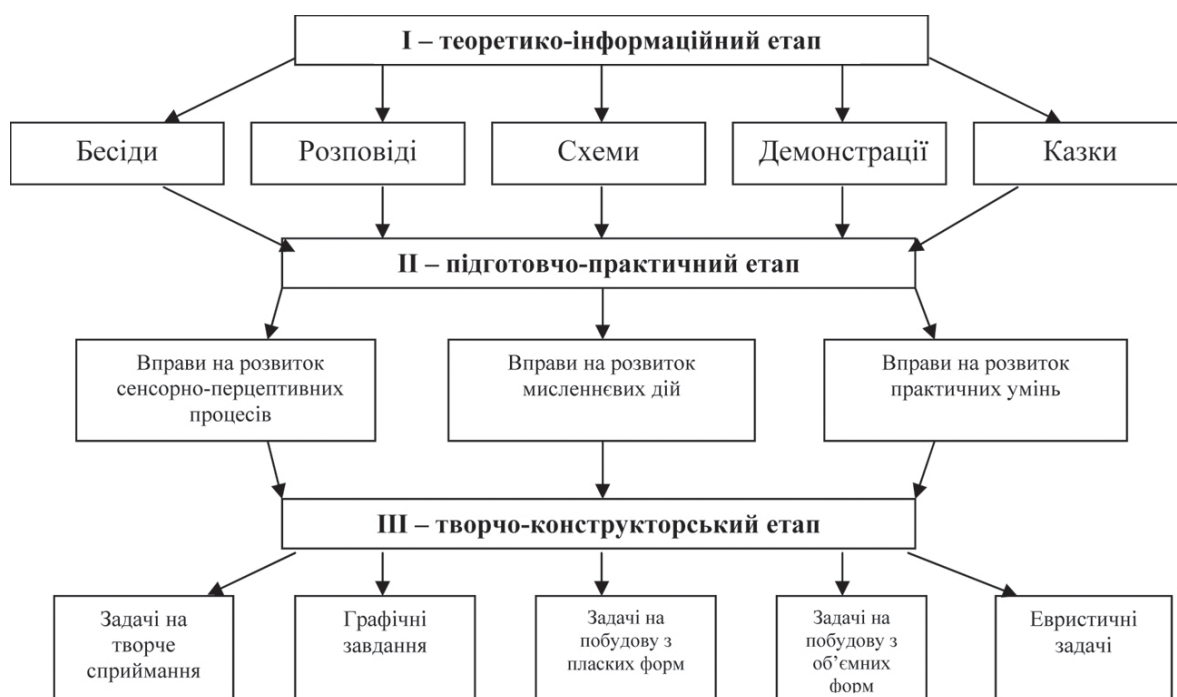 І – теоретико-інформаційний етап
Бесіди
Розповіді
Схеми
Демонстрації
Казки
ІІ – підготовчо-практичний етап
Вправи на розвиток
сенсорно-перцептивних
процесів
Вправи на розвиток
мисленнєвих дій
Вправи на розвиток
практичних умінь
ІІІ – творчо-конструкторський етап
Задачі на
творче
сприймання
Графічні
завдання
Задачі на
побудову з
пласких форм
Задачі на
побудову з
об’ємних
форм
Евристичні
задачі